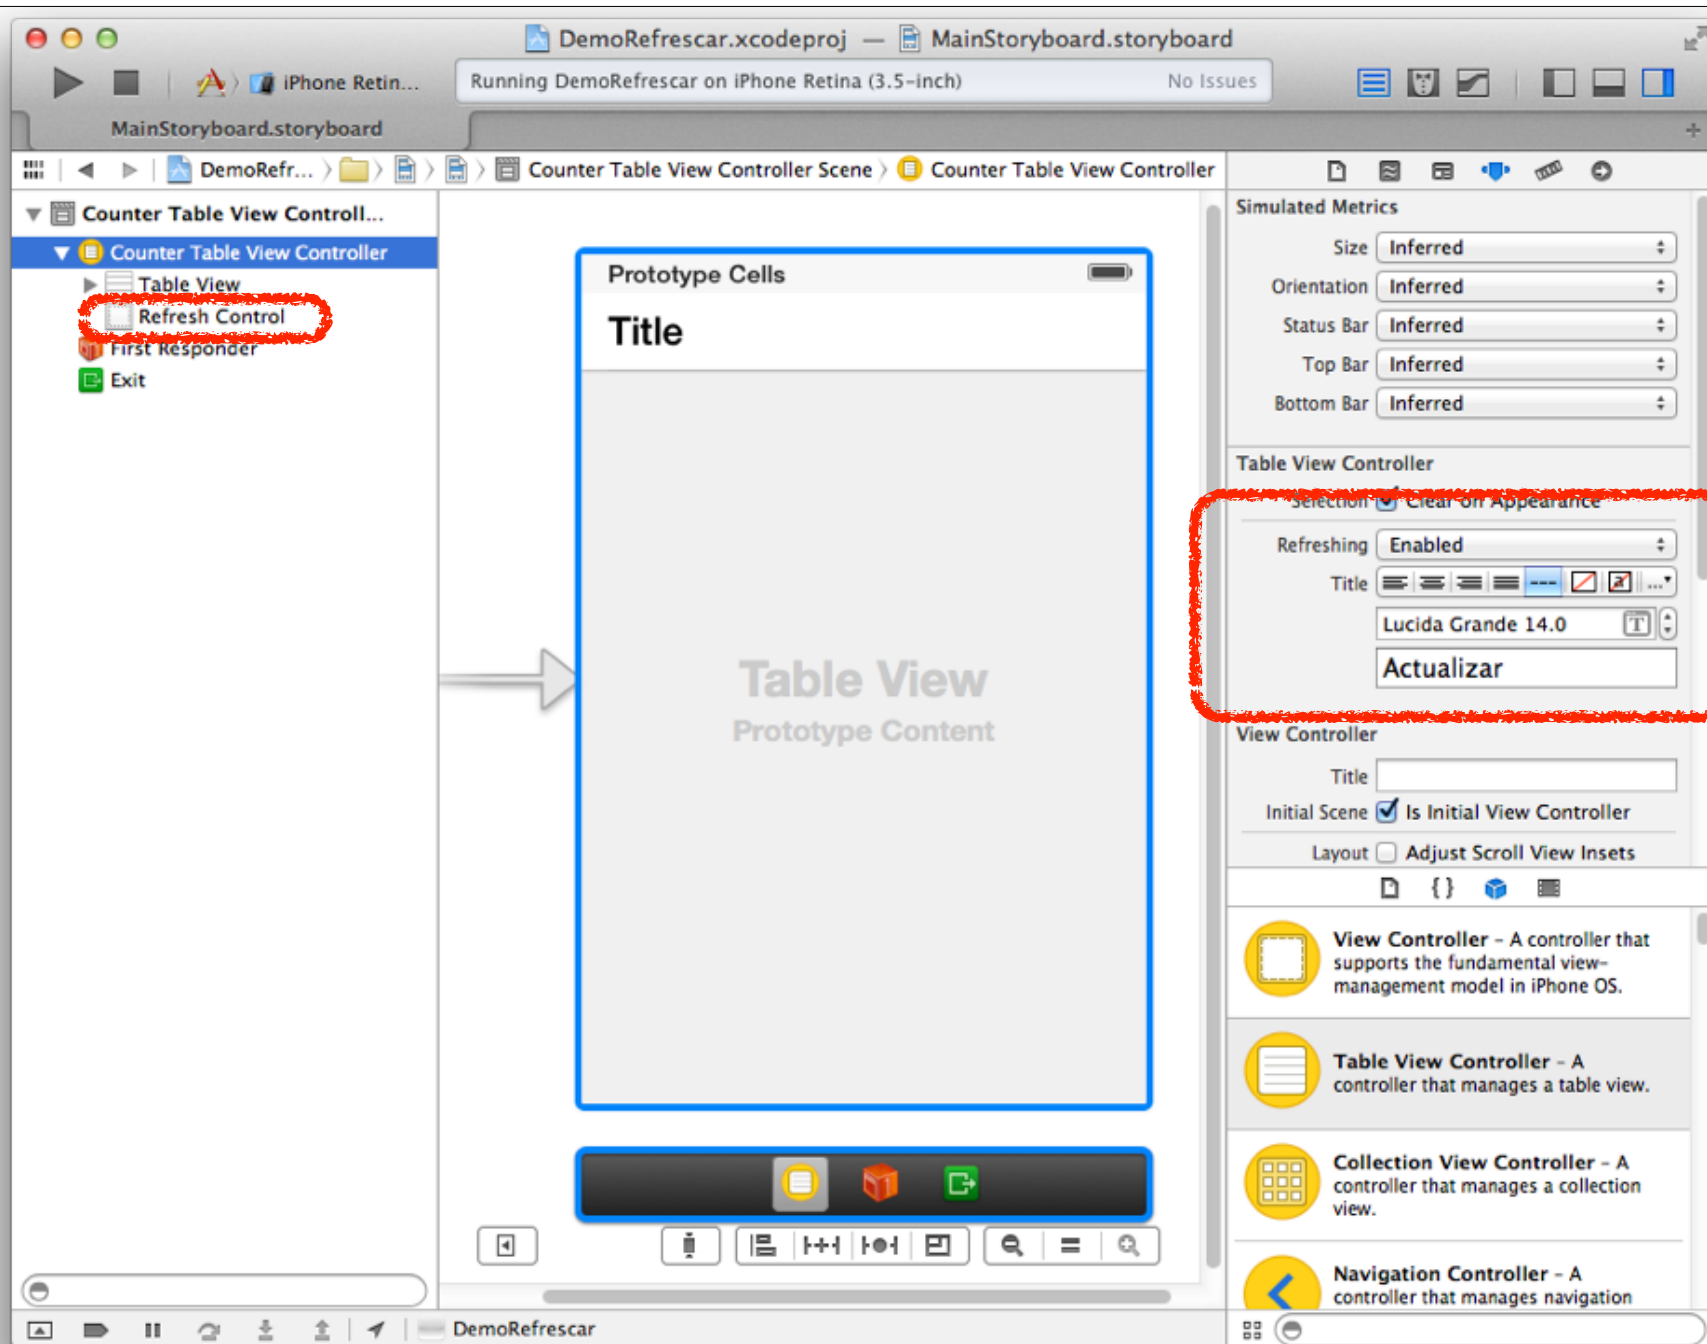 DemoRefrescar.xcodeproj — MainStoryboard.storyboard
iPhone Retin...
Running DemoRefrescar on iPhone Retina (3.5-inch)
No Issues
MainStoryboard.storyboard
DemoRefr...
Counter Table View Controller Scene
Counter Table View Controller
Counter Table View Controll...
Counter Table View Controller
Table View
Refresh Control
First Responder
Exit
Prototype Cells
Title
Table View
Prototype Content
Simulated Metrics
Size Inferred
Orientation Inferred
Status Bar Inferred
Top Bar Inferred
Bottom Bar Inferred
Table View Controller
Selection Clear on Appearance
Refreshing Enabled
Title
Lucida Grande 14.0
Actualizar
View Controller
Title
Initial Scene Is Initial View Controller
Layout Adjust Scroll View Insets
View Controller – A controller that
supports the fundamental view-
management model in iPhone OS.
Table View Controller – A
controller that manages a table view.
Collection View Controller – A
controller that manages a collection
view.
Navigation Controller – A
controller that manages navigation
DemoRefrescar